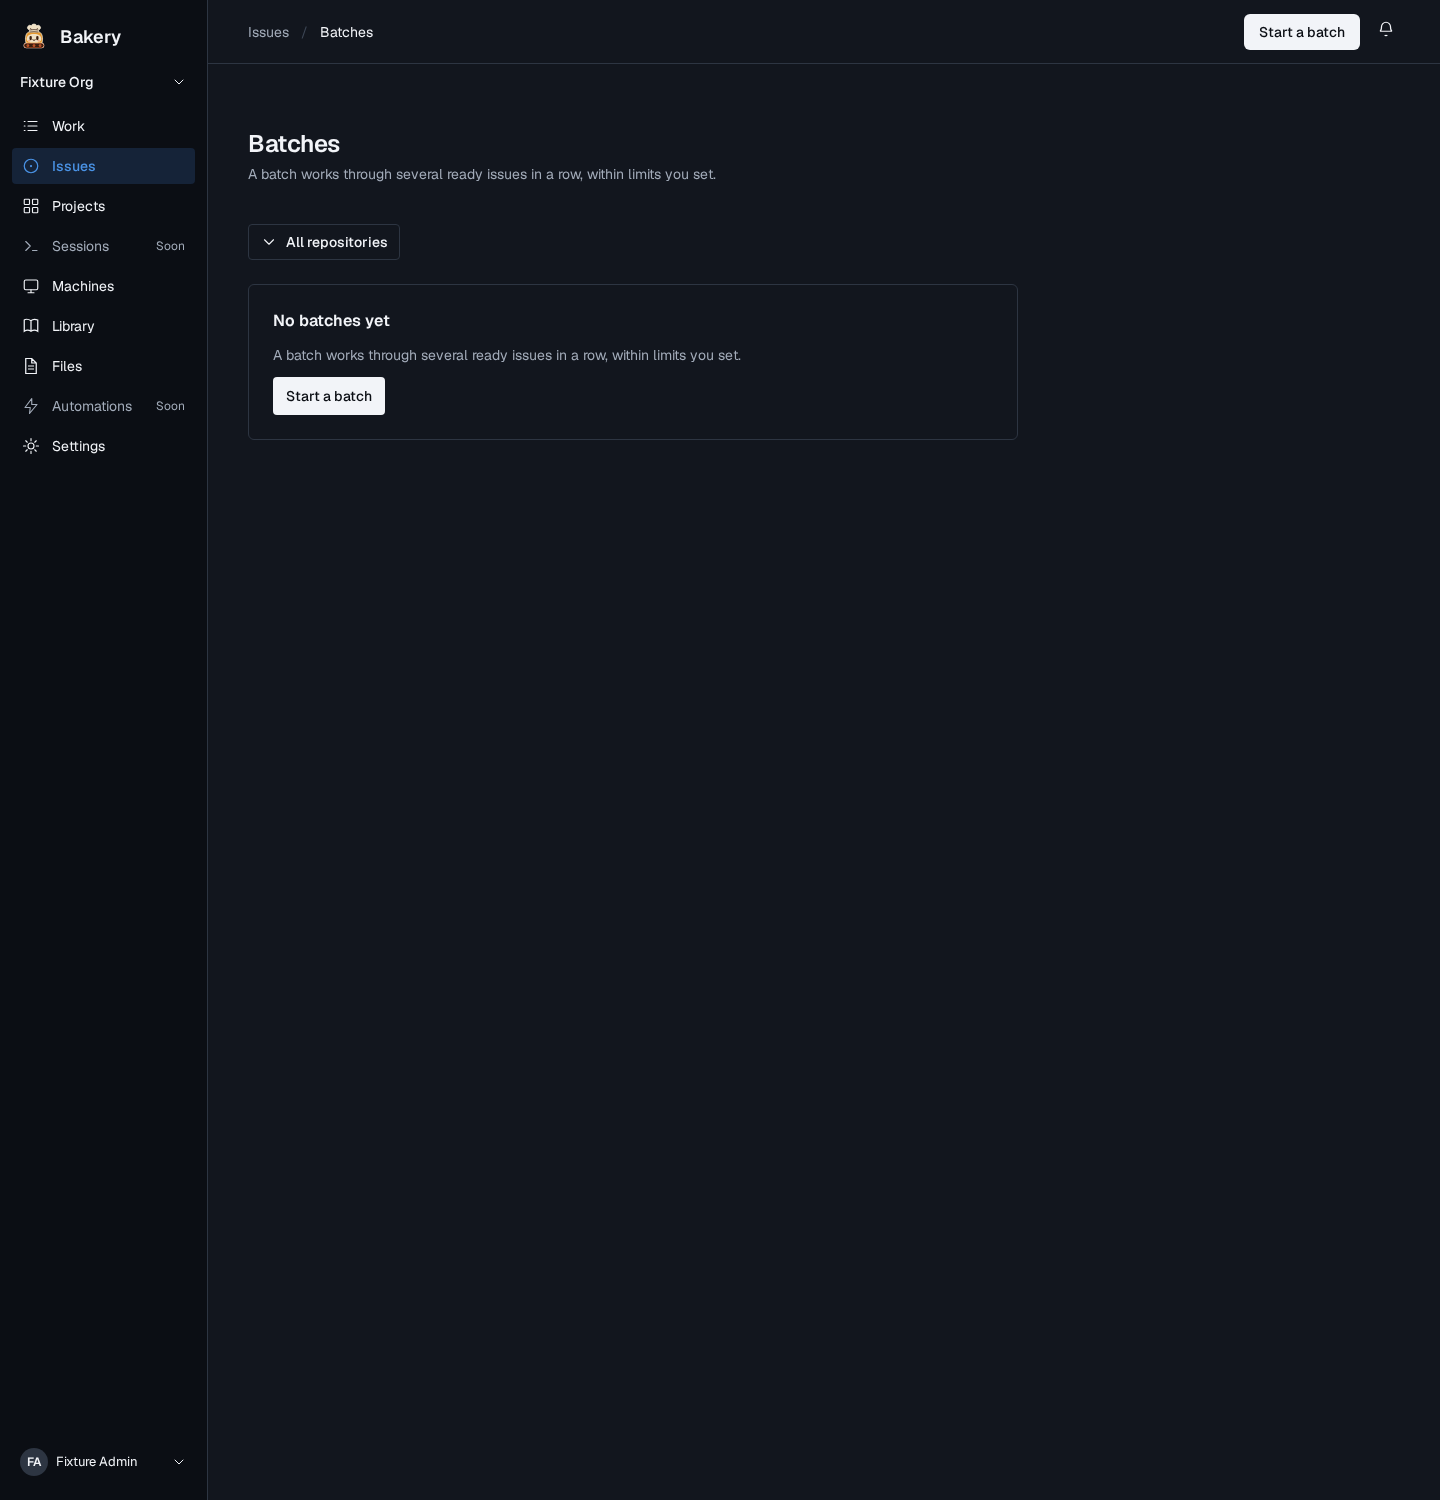 Bakery
Fixture Org
Work
Issues
Projects
Sessions Soon
Machines
Library
Files
Automations Soon
Settings
FA Fixture Admin
Issues / Batches
Start a batch
Batches
A batch works through several ready issues in a row, within limits you set.
All repositories
No batches yet
A batch works through several ready issues in a row, within limits you set.
Start a batch